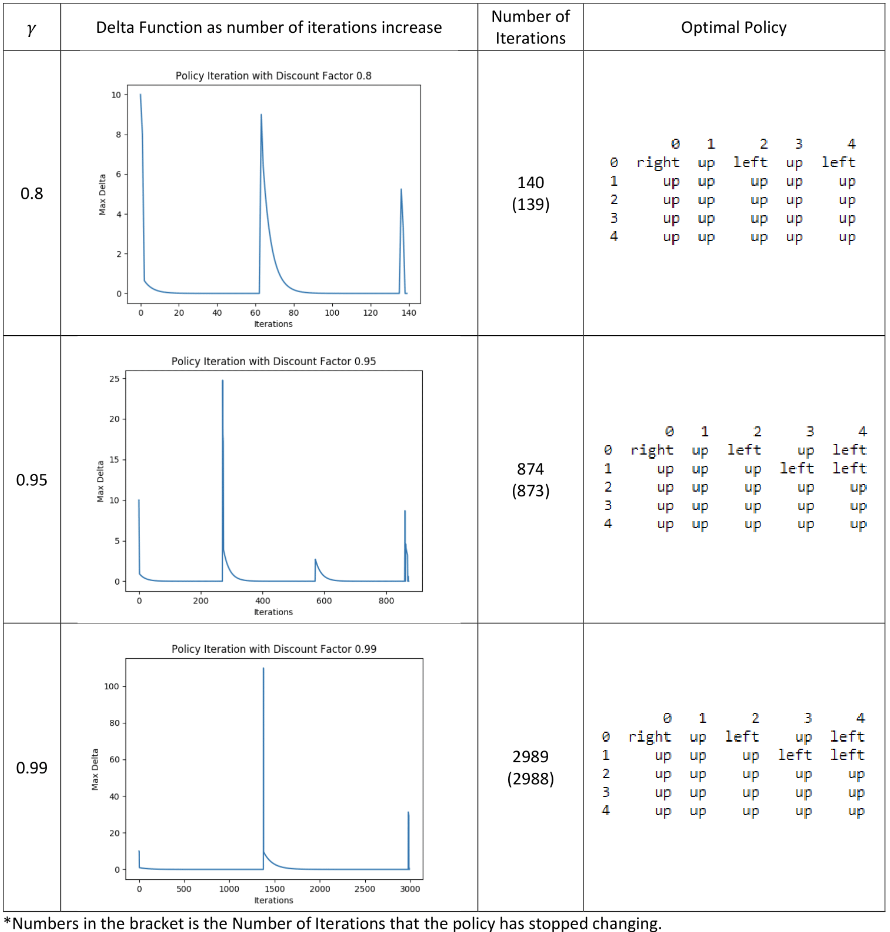 γ Delta Function as number of iterations increase Number of Iterations Optimal Policy
0.8
Policy Iteration with Discount Factor 0.8
Max Delta
10
8
6
4
2
0
0 20 40 60 80 100 120 140
Iterations
140
(139)
0 1 2 3 4
0 right up left up left
1 up up up up up
2 up up up up up
3 up up up up up
4 up up up up up
0.95
Policy Iteration with Discount Factor 0.95
Max Delta
25
20
15
10
5
0
0 200 400 600 800
Iterations
874
(873)
0 1 2 3 4
0 right up left up left
1 up up up left left
2 up up up up up
3 up up up up up
4 up up up up up
0.99
Policy Iteration with Discount Factor 0.99
Max Delta
100
80
60
40
20
0
0 500 1000 1500 2000 2500 3000
Iterations
2989
(2988)
0 1 2 3 4
0 right up left up left
1 up up up left left
2 up up up up up
3 up up up up up
4 up up up up up
*Numbers in the bracket is the Number of Iterations that the policy has stopped changing.